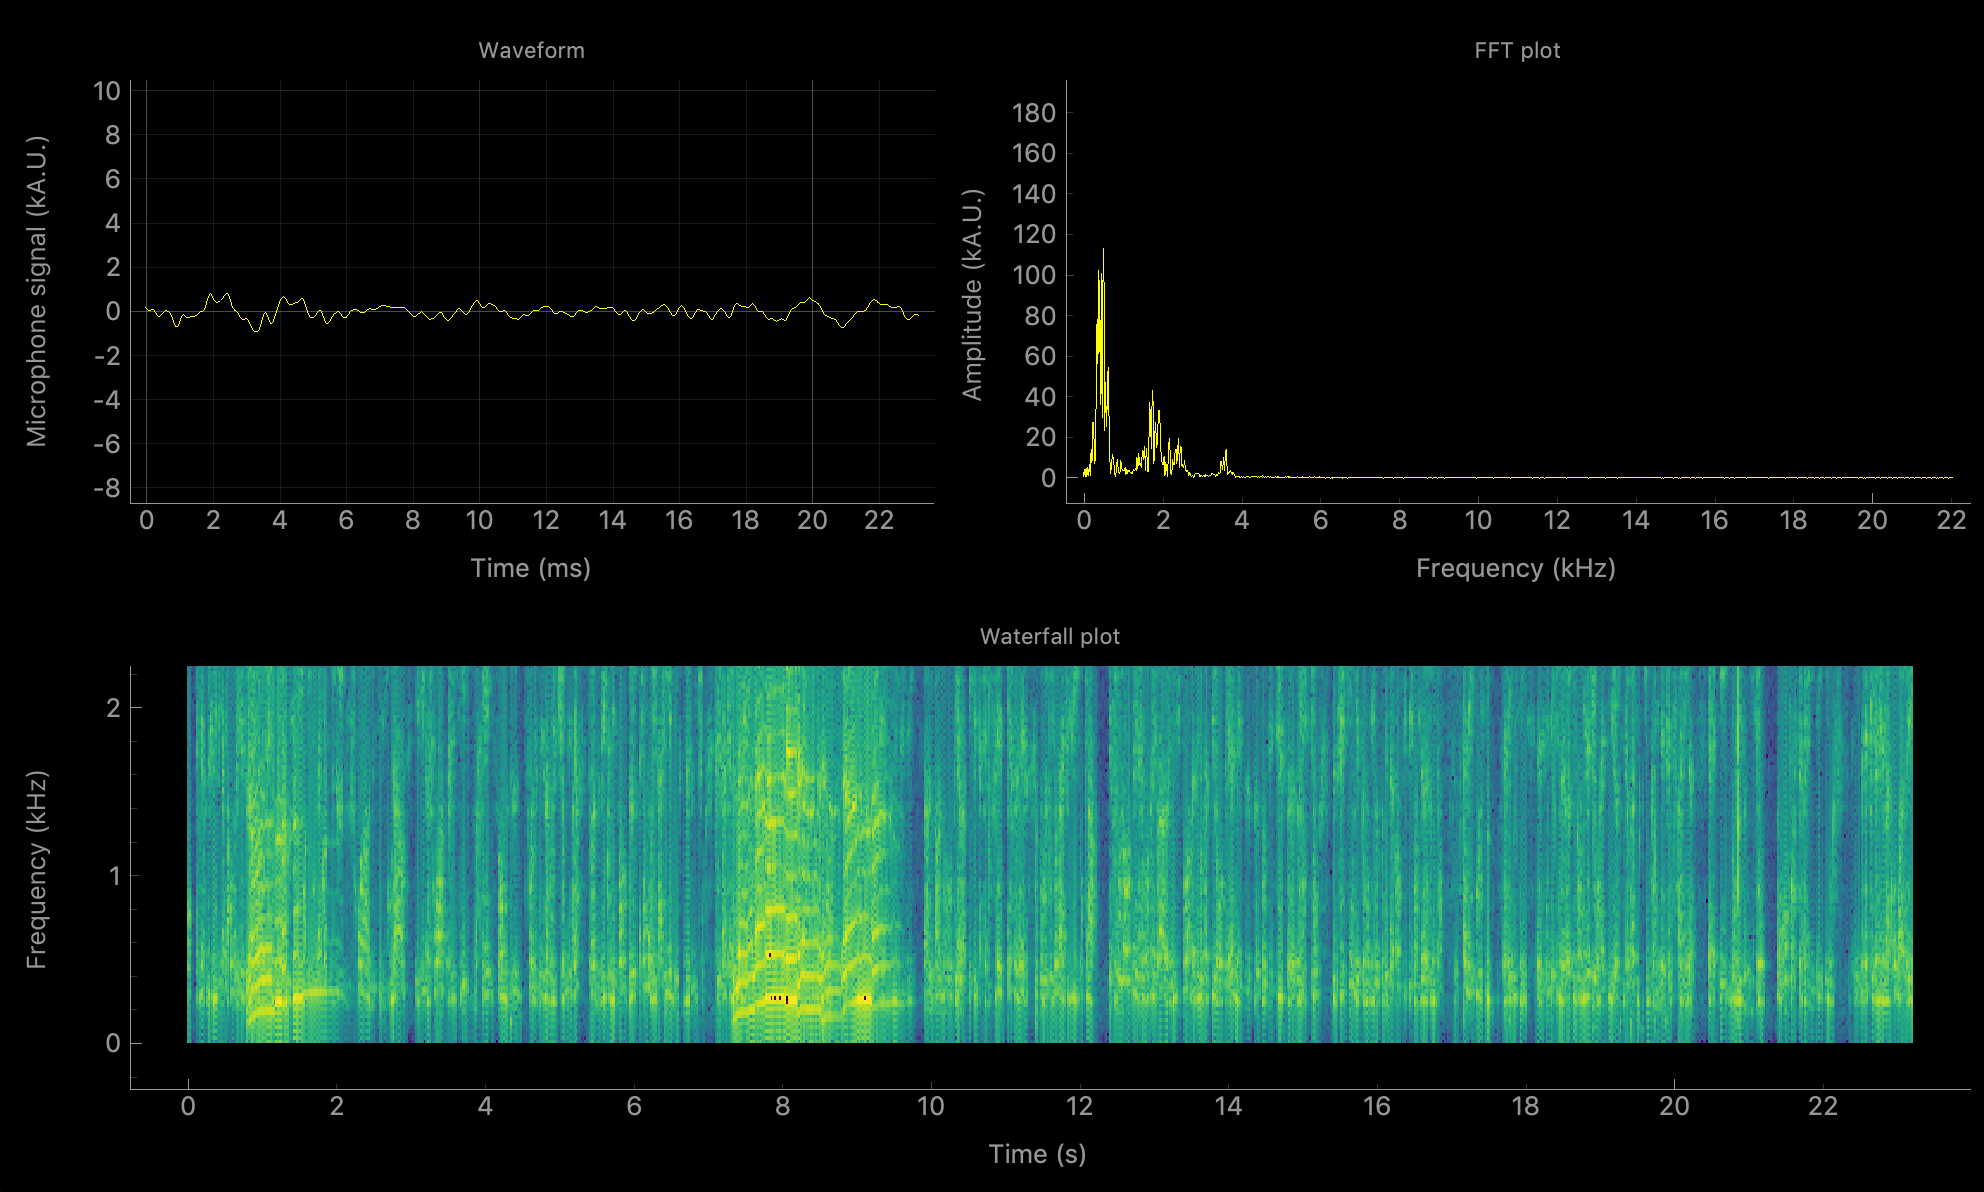 Waveform
Microphone signal (kA.U.)
10
8
6
4
2
0
-2
-4
-6
-8
0 2 4 6 8 10 12 14 16 18 20 22
Time (ms)
FFT plot
Amplitude (kA.U.)
180
160
140
120
100
80
60
40
20
0
0 2 4 6 8 10 12 14 16 18 20 22
Frequency (kHz)
Waterfall plot
Frequency (kHz)
2
1
0
0 2 4 6 8 10 12 14 16 18 20 22
Time (s)